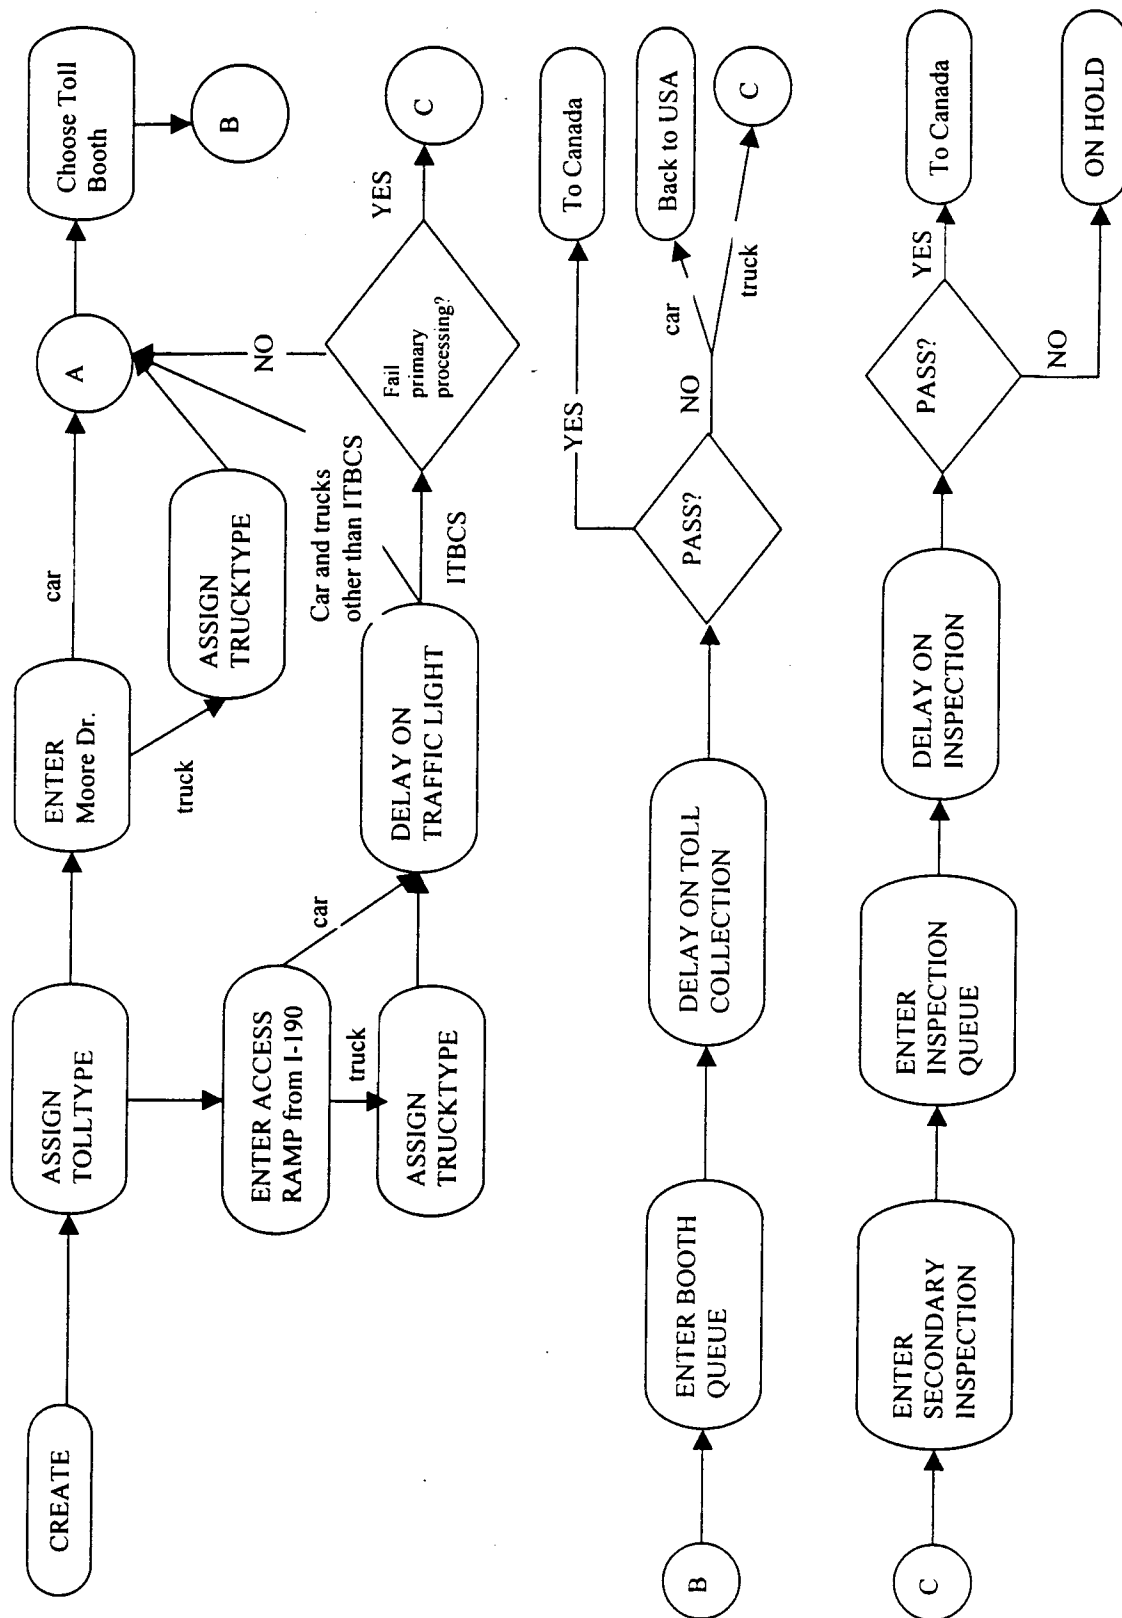 CREATE
ASSIGN
TOLLTYPE
ENTER
Moore Dr.
car
A
Choose Toll
Booth
B
truck
ASSIGN
TRUCKTYPE
ENTER ACCESS
RAMP from I-190
car
truck
ASSIGN
TRUCKTYPE
DELAY ON
TRAFFIC LIGHT
Car and trucks
other than ITBCS
ITBCS
NO
Fail
primary
processing?
YES
C
B
ENTER BOOTH
QUEUE
DELAY ON TOLL
COLLECTION
PASS?
YES
To Canada
NO
car
Back to USA
truck
C
C
ENTER
SECONDARY
INSPECTION
ENTER
INSPECTION
QUEUE
DELAY ON
INSPECTION
PASS?
YES
To Canada
NO
ON HOLD